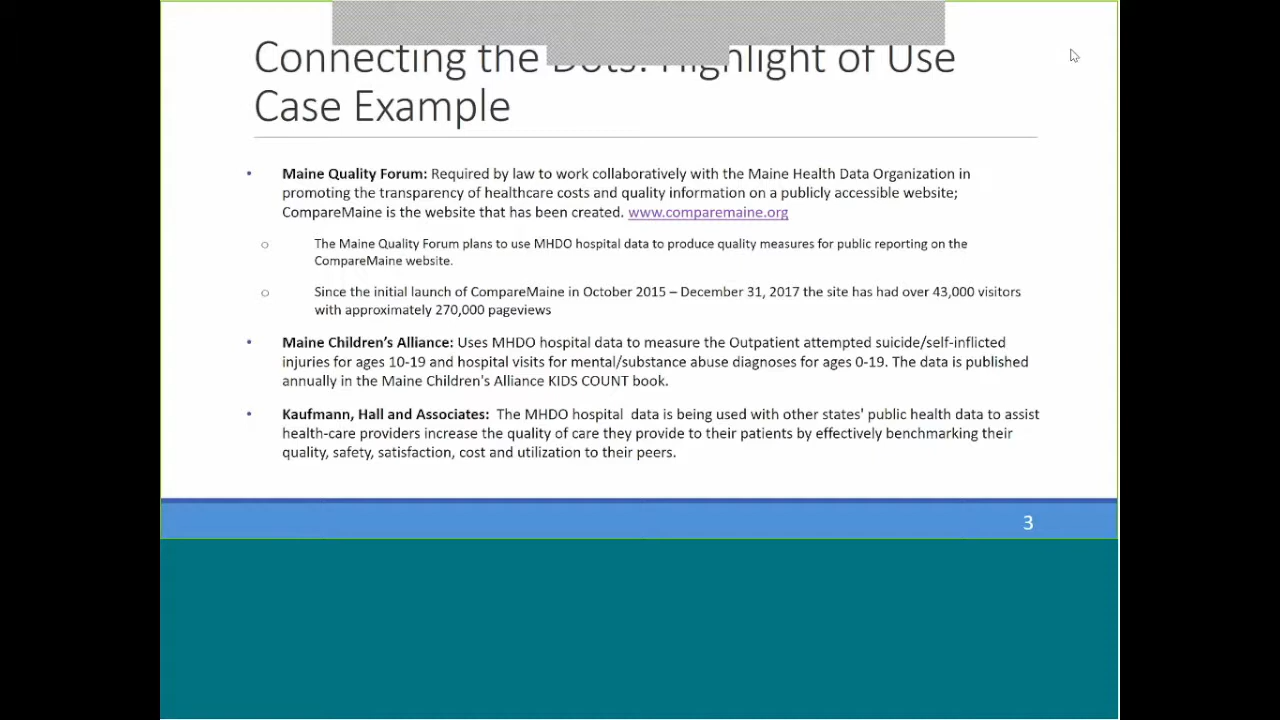 Connecting the Dots: Highlight of Use
Case Example
• Maine Quality Forum: Required by law to work collaboratively with the Maine Health Data Organization in
promoting the transparency of healthcare costs and quality information on a publicly accessible website;
CompareMaine is the website that has been created. www.comparemaine.org
o The Maine Quality Forum plans to use MHDO hospital data to produce quality measures for public reporting on the
CompareMaine website.
o Since the initial launch of CompareMaine in October 2015 – December 31, 2017 the site has had over 43,000 visitors
with approximately 270,000 pageviews
• Maine Children's Alliance: Uses MHDO hospital data to measure the Outpatient attempted suicide/self-inflicted
injuries for ages 10-19 and hospital visits for mental/substance abuse diagnoses for ages 0-19. The data is published
annually in the Maine Children's Alliance KIDS COUNT book.
• Kaufmann, Hall and Associates: The MHDO hospital data is being used with other states' public health data to assist
health-care providers increase the quality of care they provide to their patients by effectively benchmarking their
quality, safety, satisfaction, cost and utilization to their peers.
3